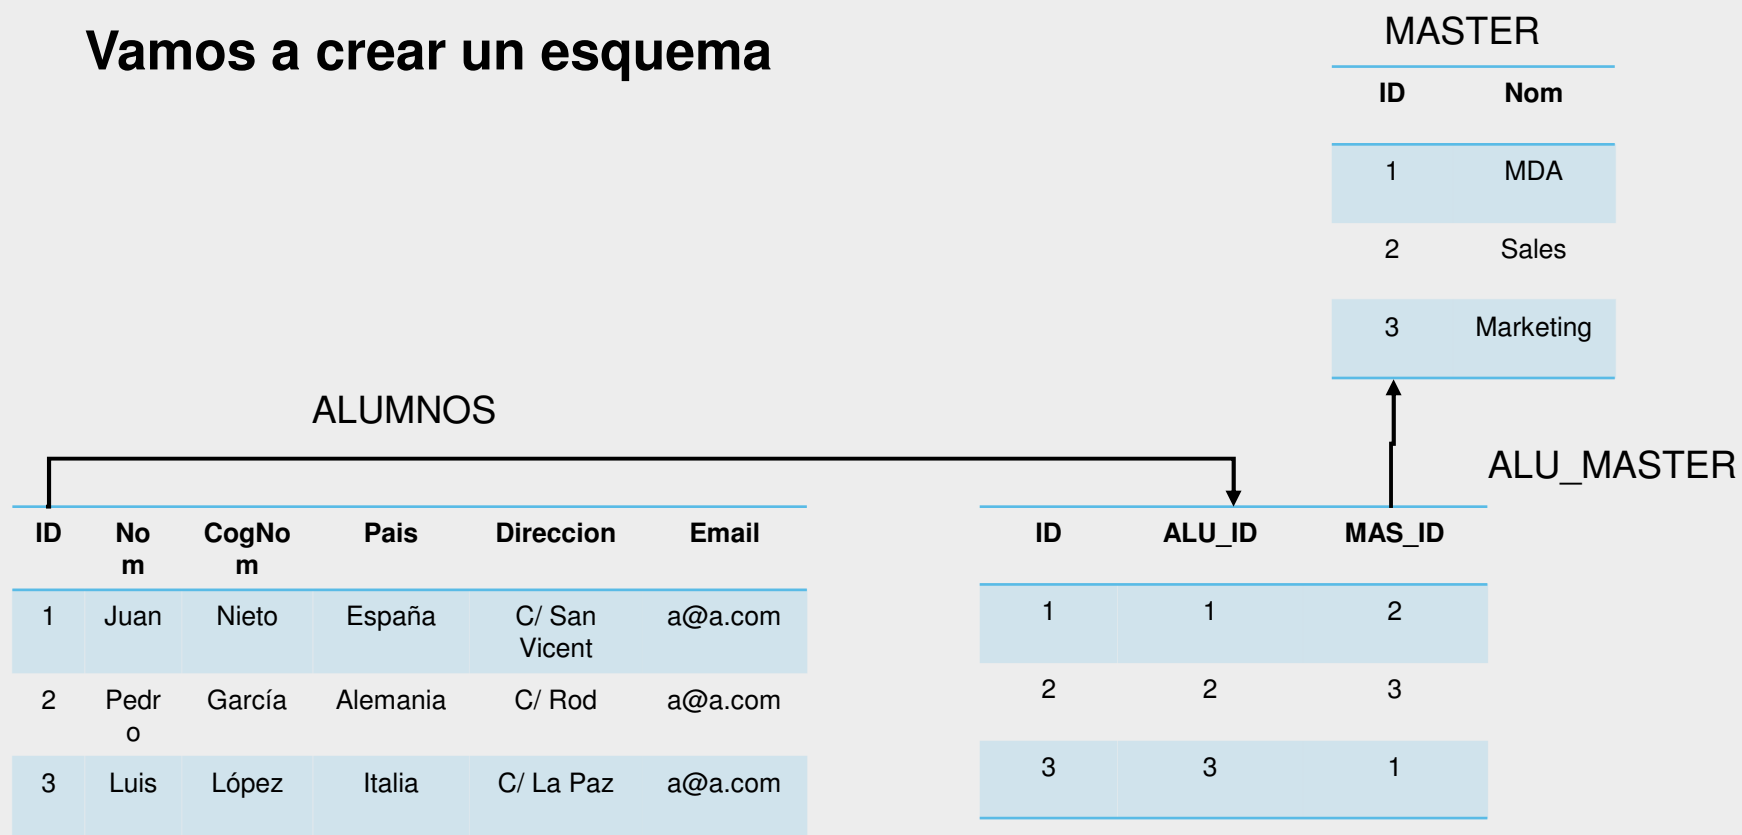 Vamos a crear un esquema
MASTER
ID Nom
1 MDA
2 Sales
3 Marketing
ALUMNOS
ALU_MASTER
ID No CogNo Pais Direccion Email
m m
1 Juan Nieto España C/ San a@a.com
Vicent
2 Pedr García Alemania C/ Rod a@a.com
o
3 Luis López Italia C/ La Paz a@a.com
ID ALU_ID MAS_ID
1 1 2
2 2 3
3 3 1